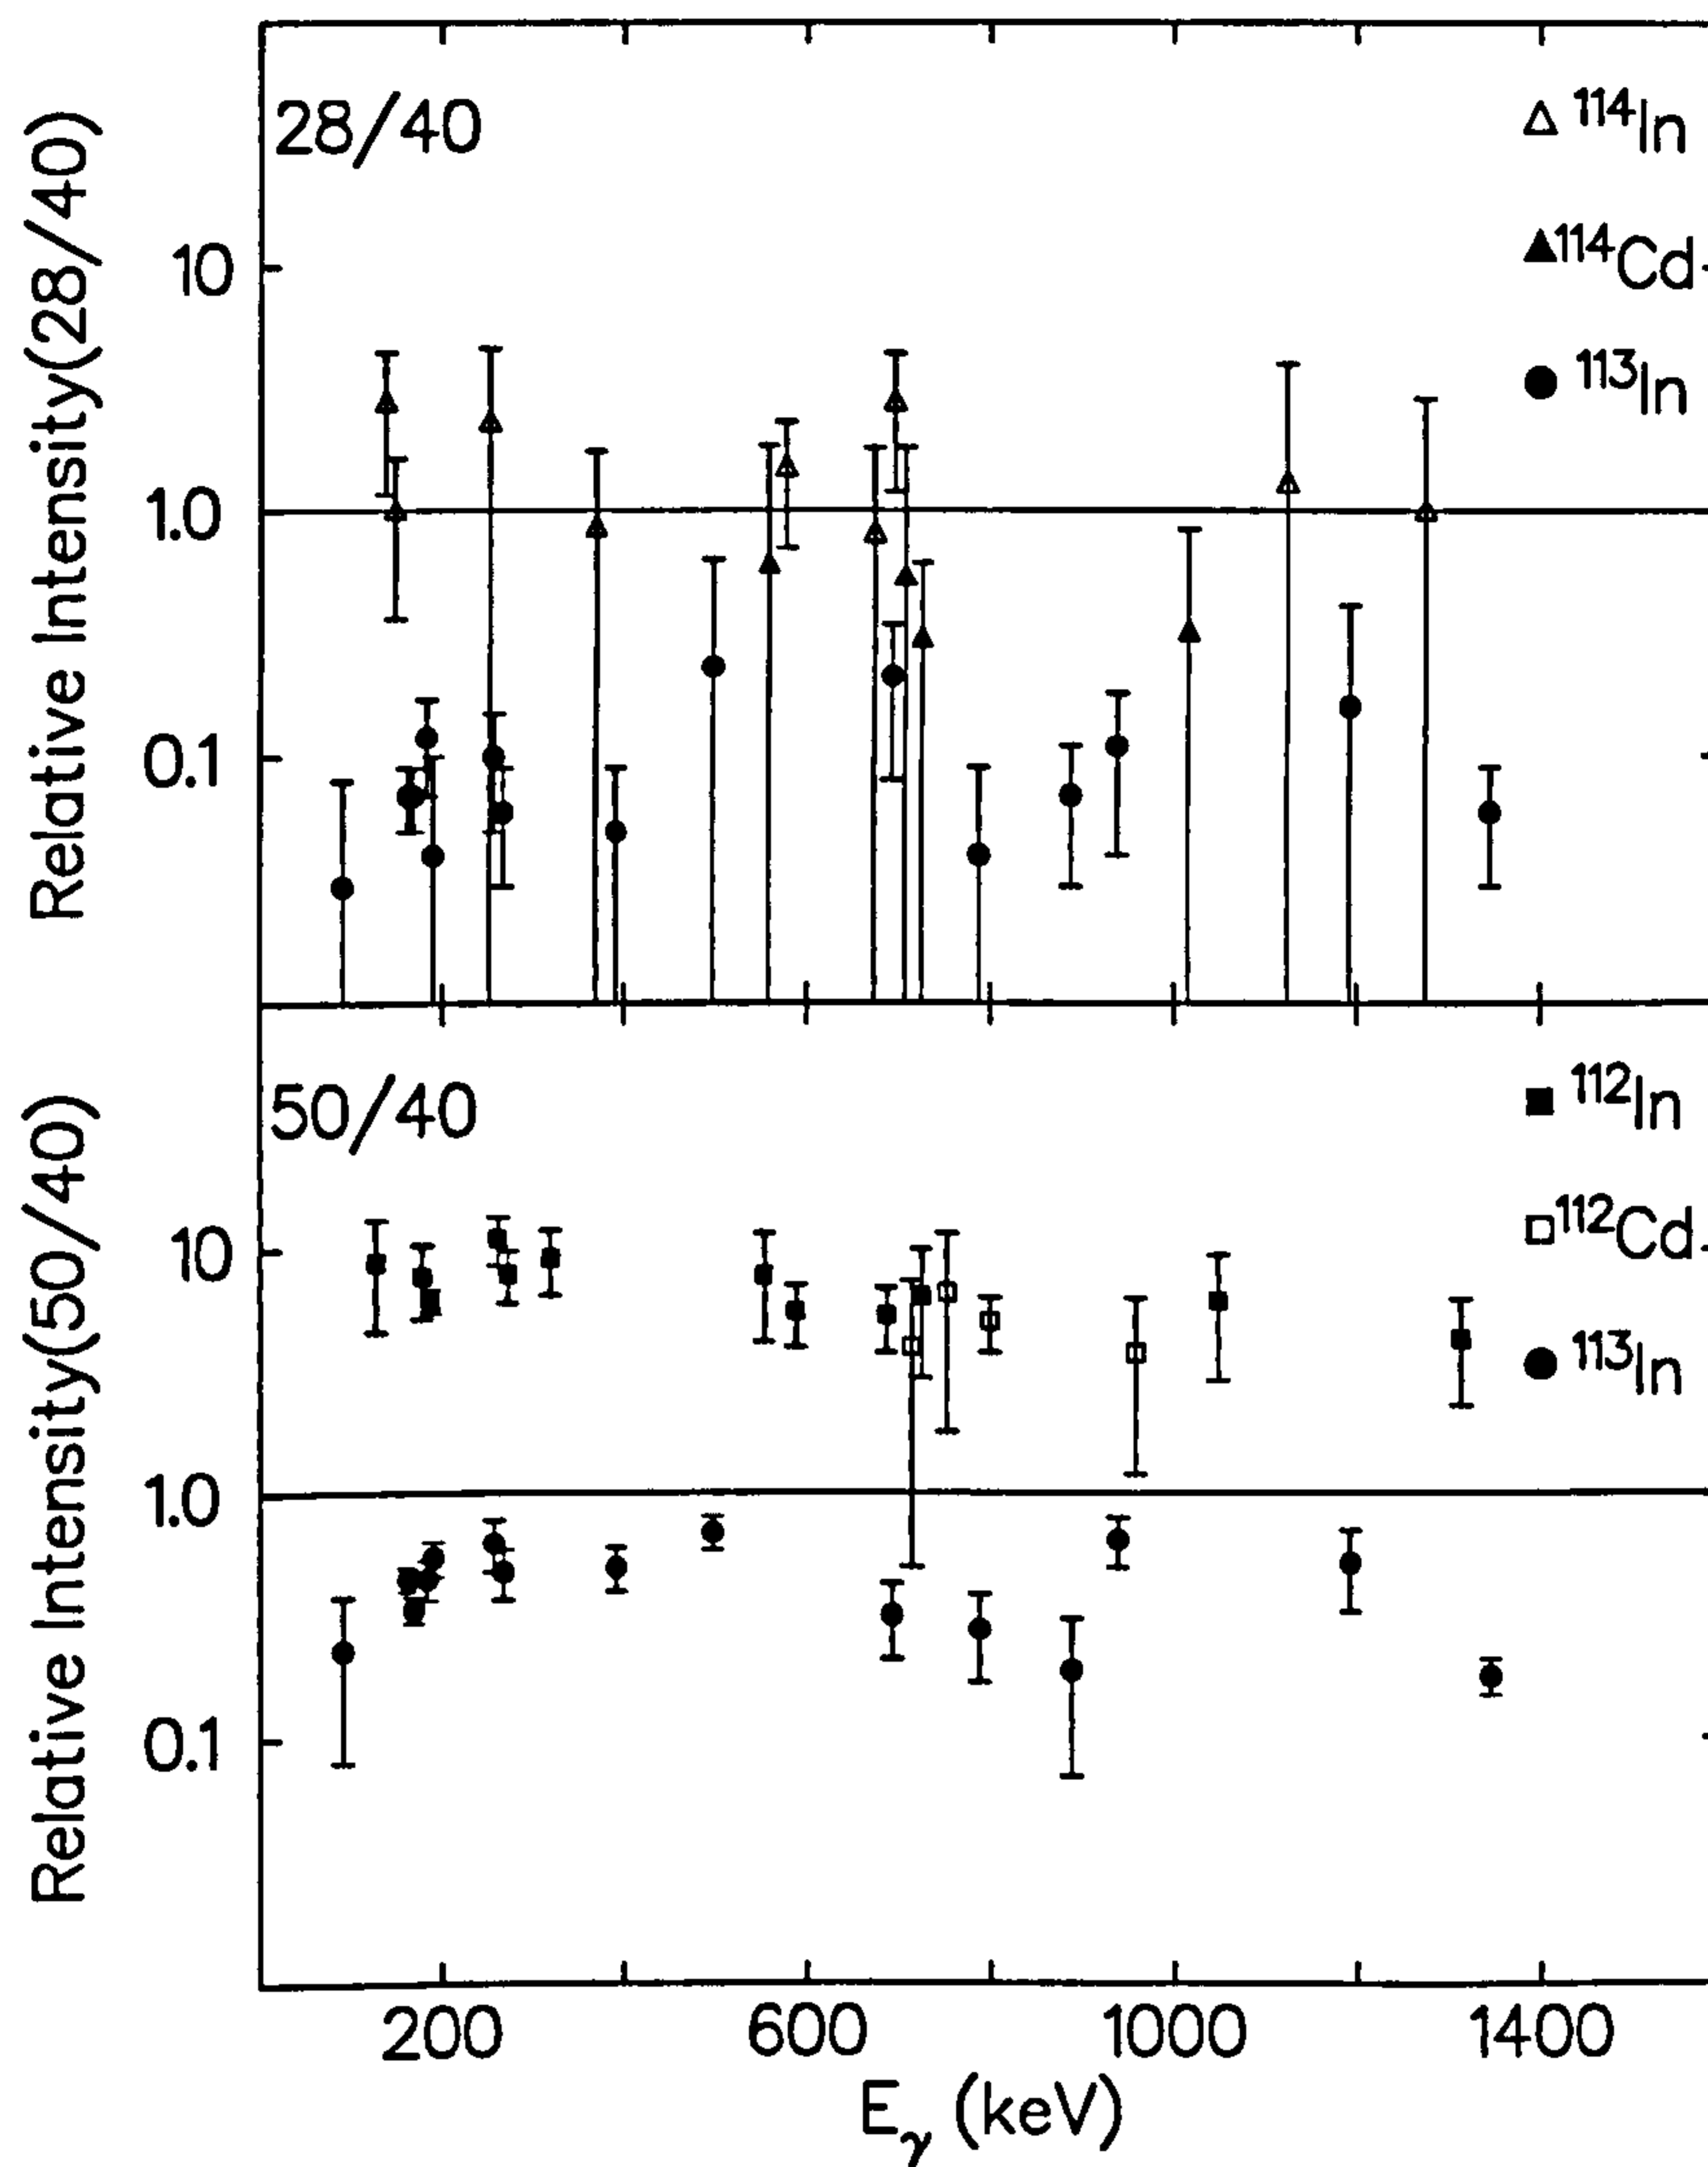 Relative Intensity(28/40)
28/40
10
1.0
0.1
△ ¹¹⁴In
▲ ¹¹⁴Cd
● ¹¹³In
Relative Intensity(50/40)
50/40
10
1.0
0.1
■ ¹¹²In
□ ¹¹²Cd
● ¹¹³In
200 600 1000 1400
Eᵧ (keV)